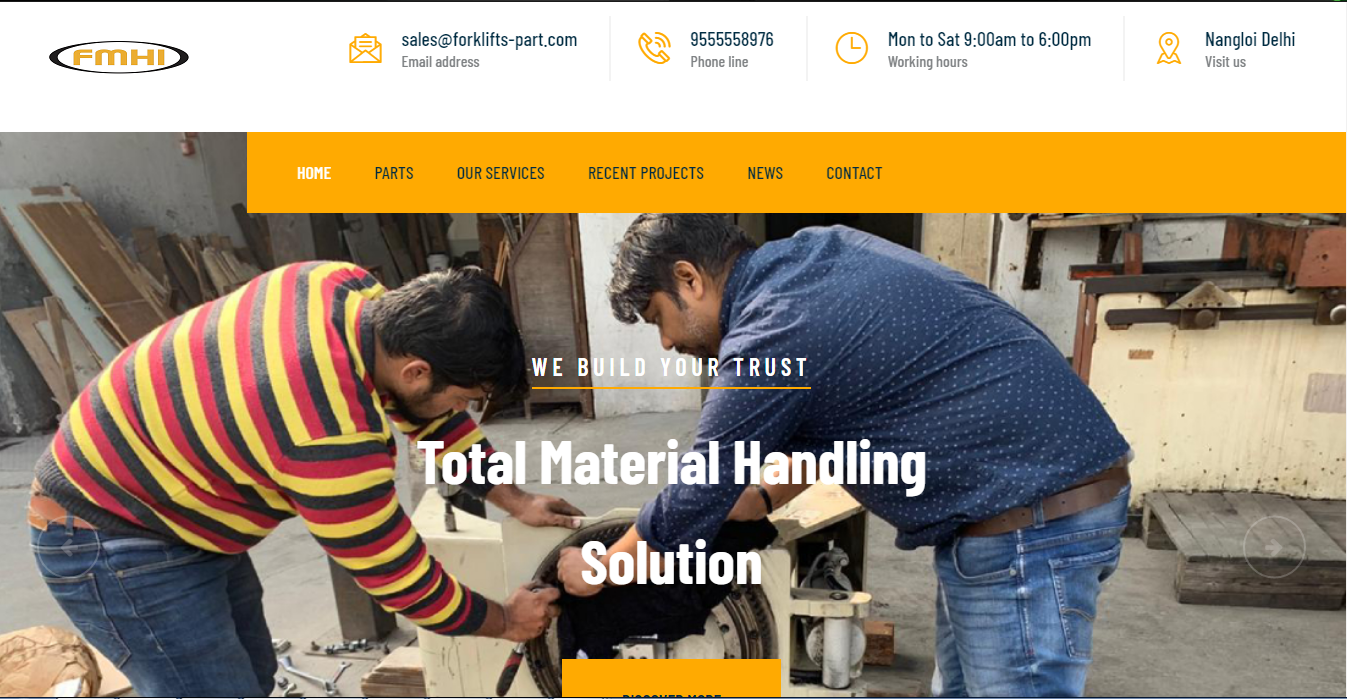 FMHI
sales@forklifts-part.com
Email address
9555558976
Phone line
Mon to Sat 9:00am to 6:00pm
Working hours
Nangloi Delhi
Visit us
HOME
PARTS
OUR SERVICES
RECENT PROJECTS
NEWS
CONTACT
WE BUILD YOUR TRUST
Total Material Handling
Solution
DISCOVER MORE